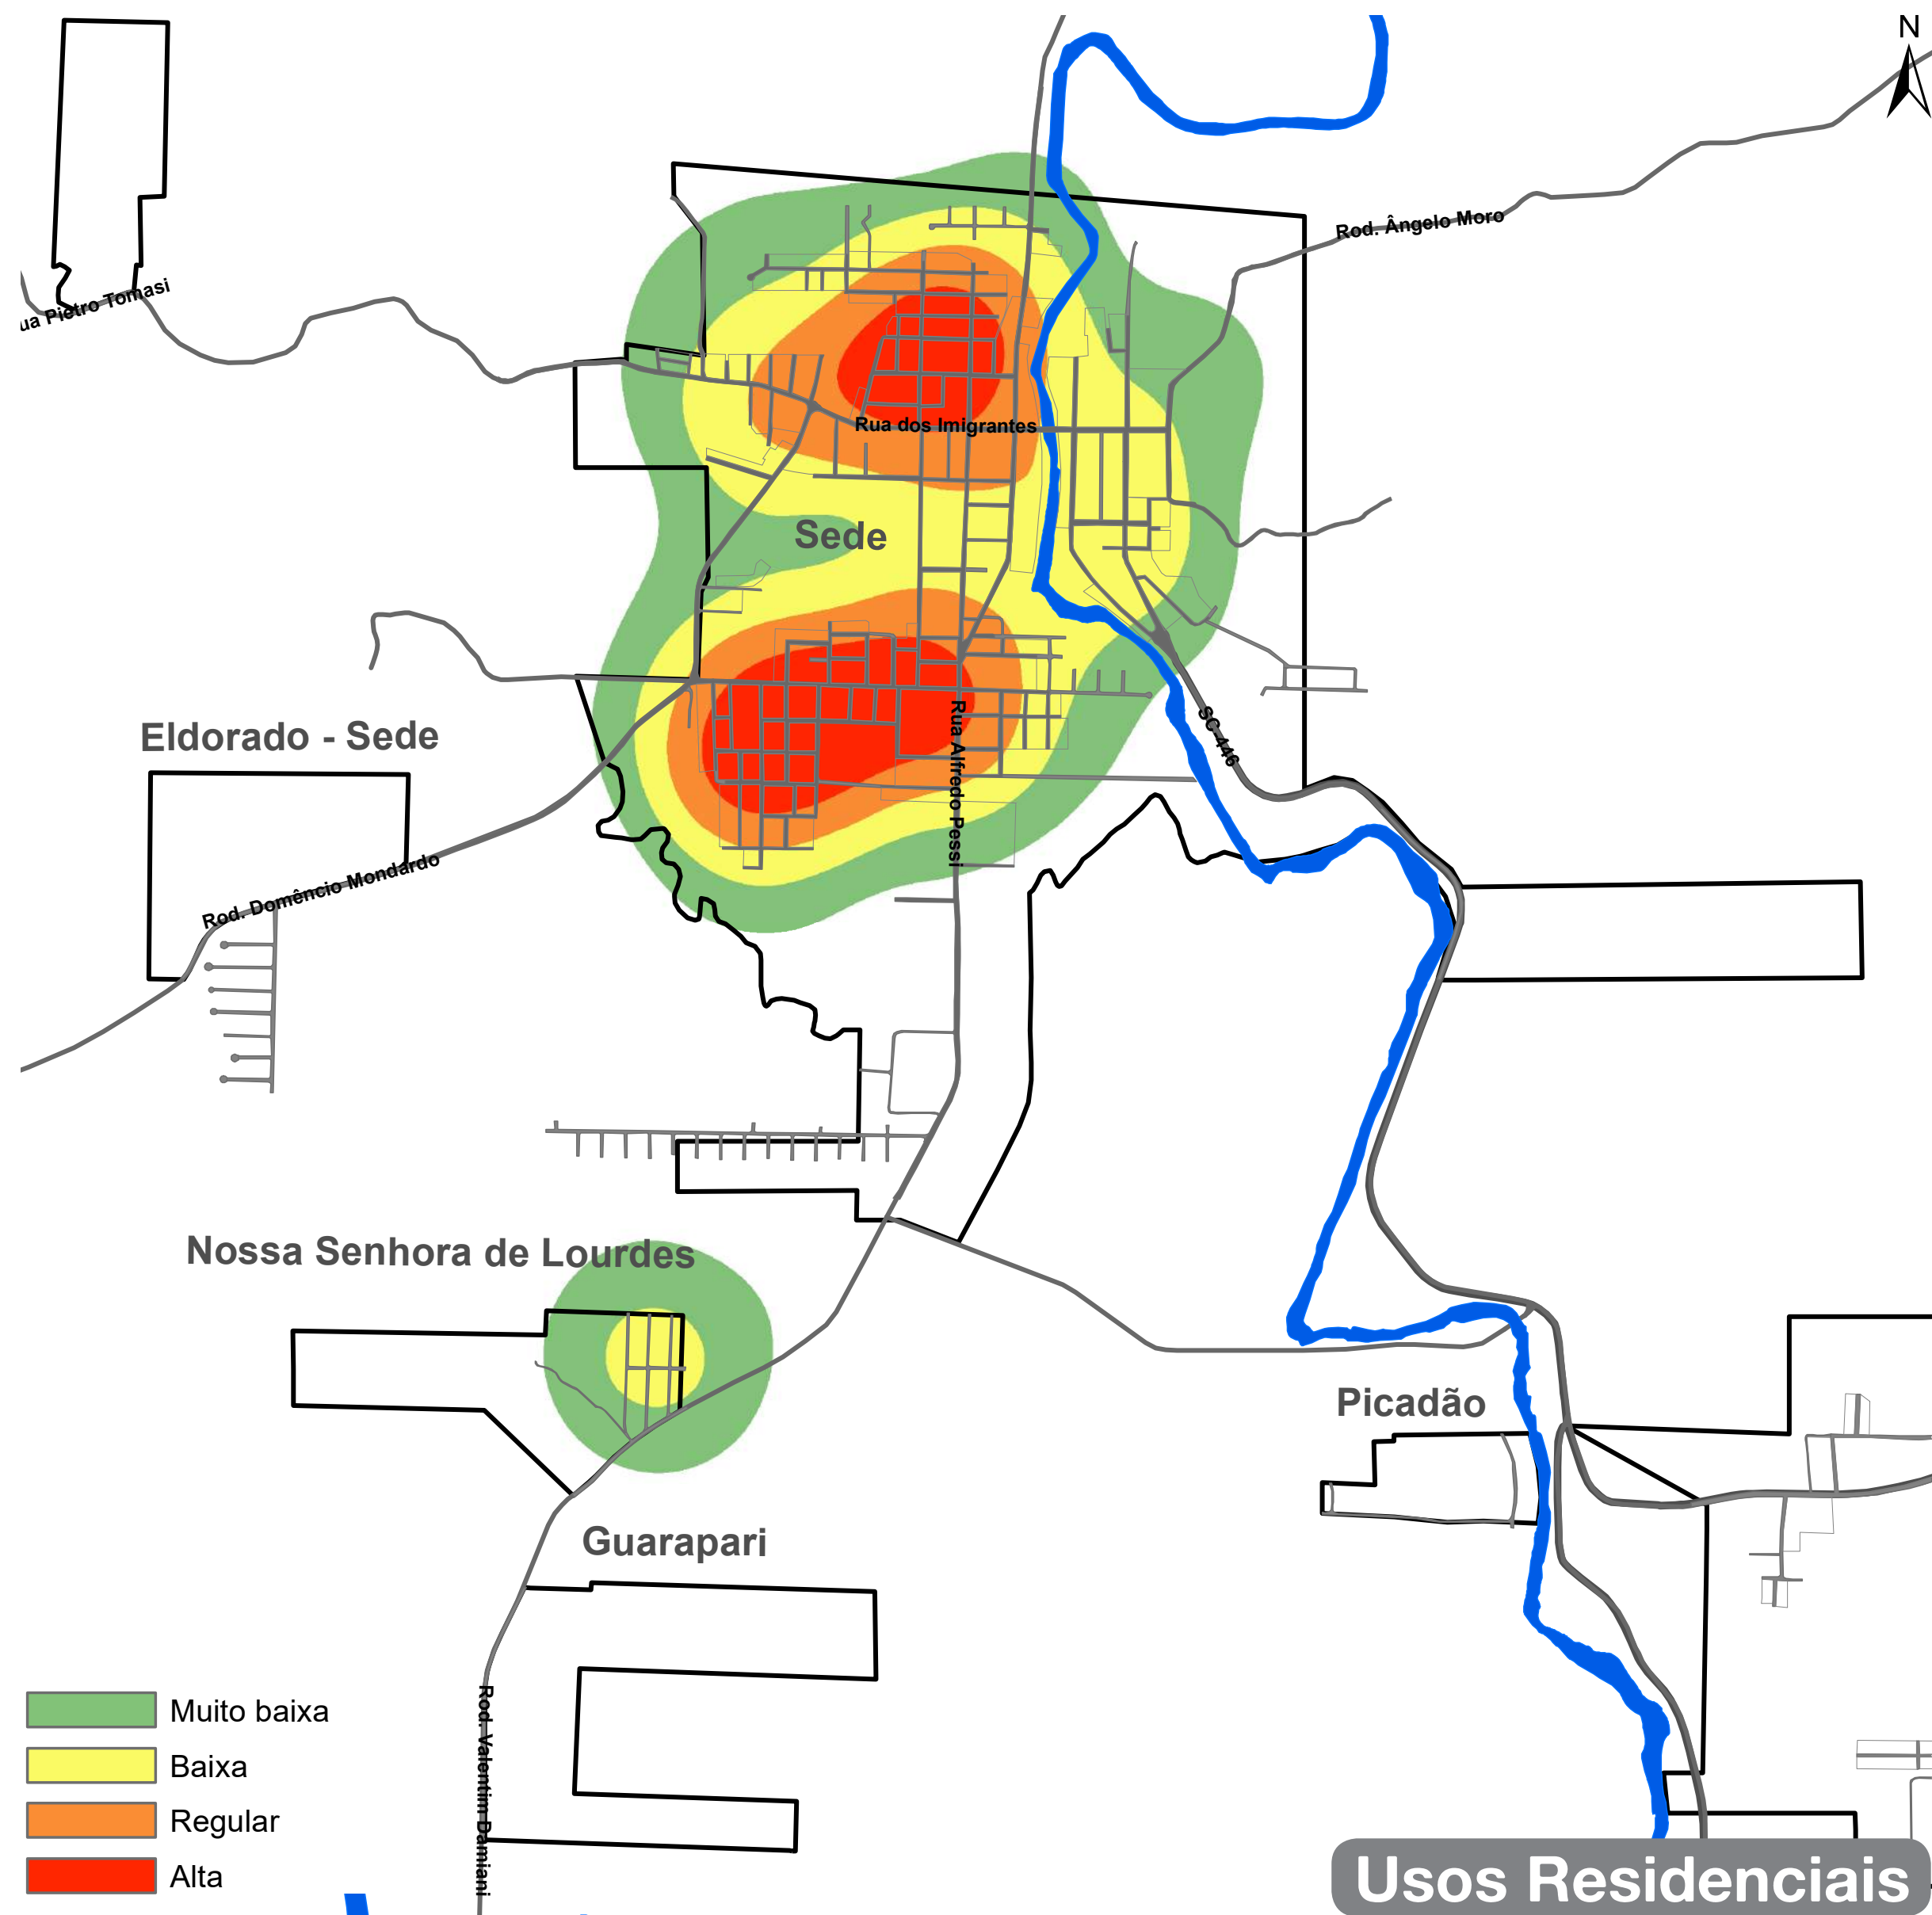 N
Rod. Ângelo Moro
ua Pietro Tomasi
Rua dos Imigrantes
Sede
Eldorado - Sede
Rua Alfredo Pessi
SC-446
Rod. Domêncio Mondardo
Nossa Senhora de Lourdes
Picadão
Guarapari
Rod. Valentim Damiani
Muito baixa
Baixa
Regular
Alta
Usos Residenciais